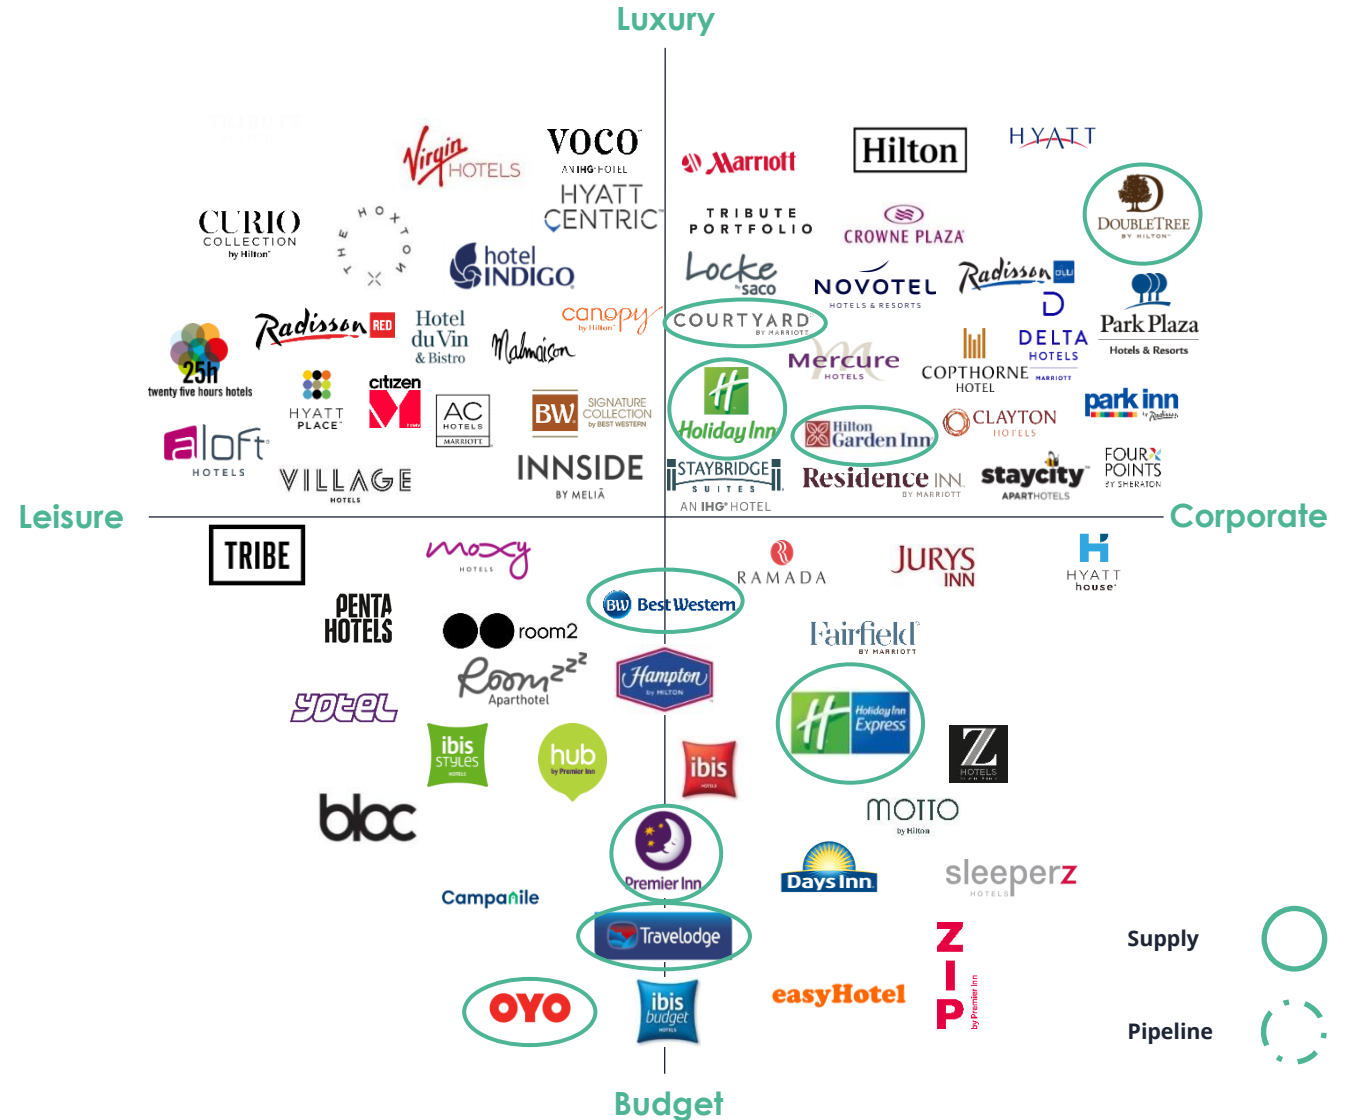 Luxury
Virgin
HOTELS
VOCO
AN IHG HOTEL
Marriott
Hilton
HYATT
HYATT
CENTRIC
DOUBLETREE
BY HILTON
CURIO
COLLECTION
by Hilton
THE HOXTON
TRIBUTE
PORTFOLIO
CROWNE PLAZA
hotel
INDIGO
Locke
by saco
NOVOTEL
HOTELS & RESORTS
Radisson
BLU
Park Plaza
Hotels & Resorts
Radisson RED
Hotel
du Vin
& Bistro
canopy
by Hilton
Malmaison
COURTYARD
BY MARRIOTT
DELTA
HOTELS
MARRIOTT
Mercure
HOTELS
COPTHORNE
HOTEL
25h
twenty five hours hotels
HYATT
PLACE
citizen
M
hotels
AC
HOTELS
MARRIOTT
BW
SIGNATURE
COLLECTION
by BEST WESTERN
H
Holiday Inn
Hilton
Garden Inn
CLAYTON
HOTELS
park inn
by Radisson
aloft
HOTELS
VILLAGE
HOTELS
INNSIDE
BY MELIÃ
STAYBRIDGE
SUITES
AN IHG HOTEL
Residence INN
BY MARRIOTT
staycity
APARTHOTELS
FOUR
POINTS
BY SHERATON
Leisure
Corporate
TRIBE
moxy
HOTELS
RAMADA
JURYS
INN
HYATT
house
PENTA
HOTELS
room2
BW Best Western
Fairfield
BY MARRIOTT
Roomzzz
Aparthotel
Hampton
by HILTON
YOTEL
ibis
STYLES
HOTELS
hub
by Premier Inn
ibis
HOTELS
H
Holiday Inn
Express
Z
HOTELS
bloc
MOTTO
by Hilton
Premier Inn
Days Inn
sleeperz
HOTELS
Campanile
Travelodge
Supply
OYO
ibis
budget
HOTELS
easyHotel
ZIP
by Premier Inn
Pipeline
Budget